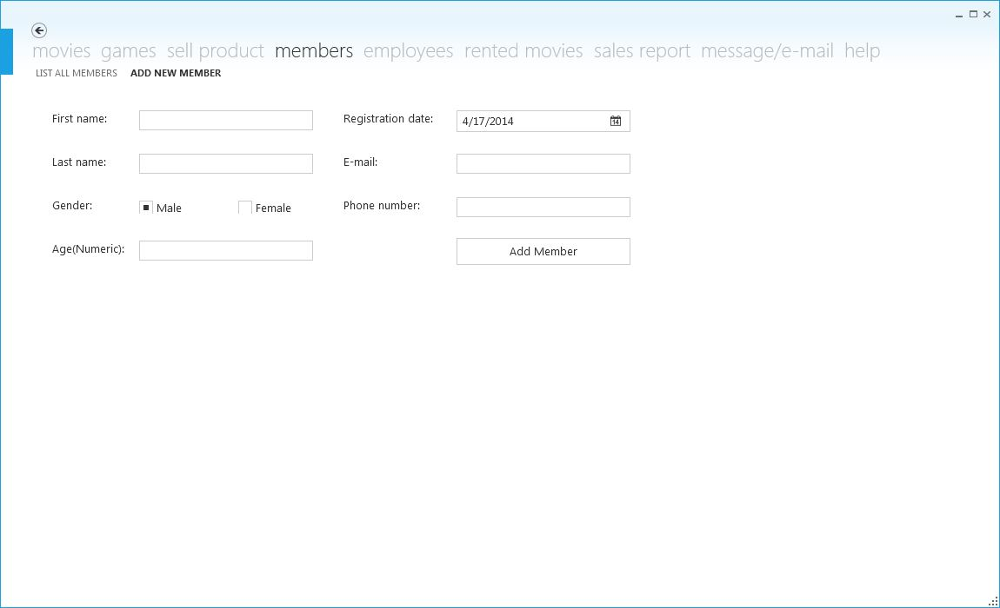 movies games sell product members employees rented movies sales report message/e-mail help
LIST ALL MEMBERS ADD NEW MEMBER
First name: Registration date: 4/17/2014 14
Last name: E-mail:
Gender: Male Female Phone number:
Age(Numeric): Add Member